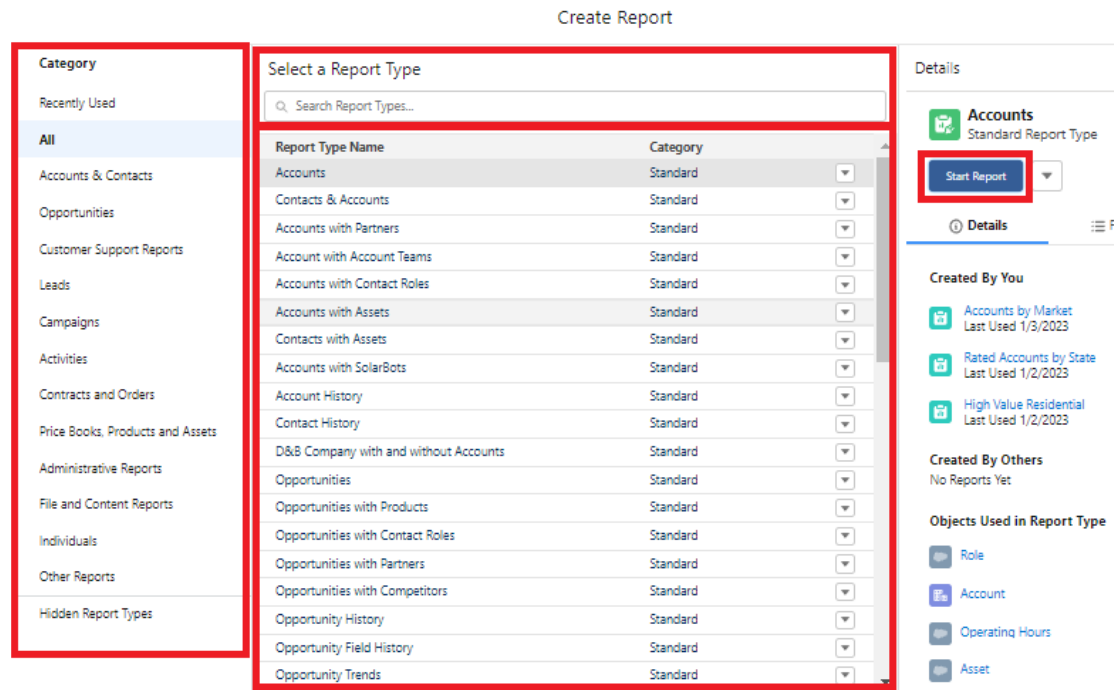 Create Report
Category
Recently Used
All
Accounts & Contacts
Opportunities
Customer Support Reports
Leads
Campaigns
Activities
Contracts and Orders
Price Books, Products and Assets
Administrative Reports
File and Content Reports
Individuals
Other Reports
Hidden Report Types
Select a Report Type
Search Report Types...
Report Type Name Category
Accounts Standard
Contacts & Accounts Standard
Accounts with Partners Standard
Account with Account Teams Standard
Accounts with Contact Roles Standard
Accounts with Assets Standard
Contacts with Assets Standard
Accounts with SolarBots Standard
Account History Standard
Contact History Standard
D&B Company with and without Accounts Standard
Opportunities Standard
Opportunities with Products Standard
Opportunities with Contact Roles Standard
Opportunities with Partners Standard
Opportunities with Competitors Standard
Opportunity History Standard
Opportunity Field History Standard
Opportunity Trends Standard
Details
Accounts
Standard Report Type
Start Report
Details
Created By You
Accounts by Market
Last Used 1/3/2023
Rated Accounts by State
Last Used 1/2/2023
High Value Residential
Last Used 1/2/2023
Created By Others
No Reports Yet
Objects Used in Report Type
Role
Account
Operating Hours
Asset